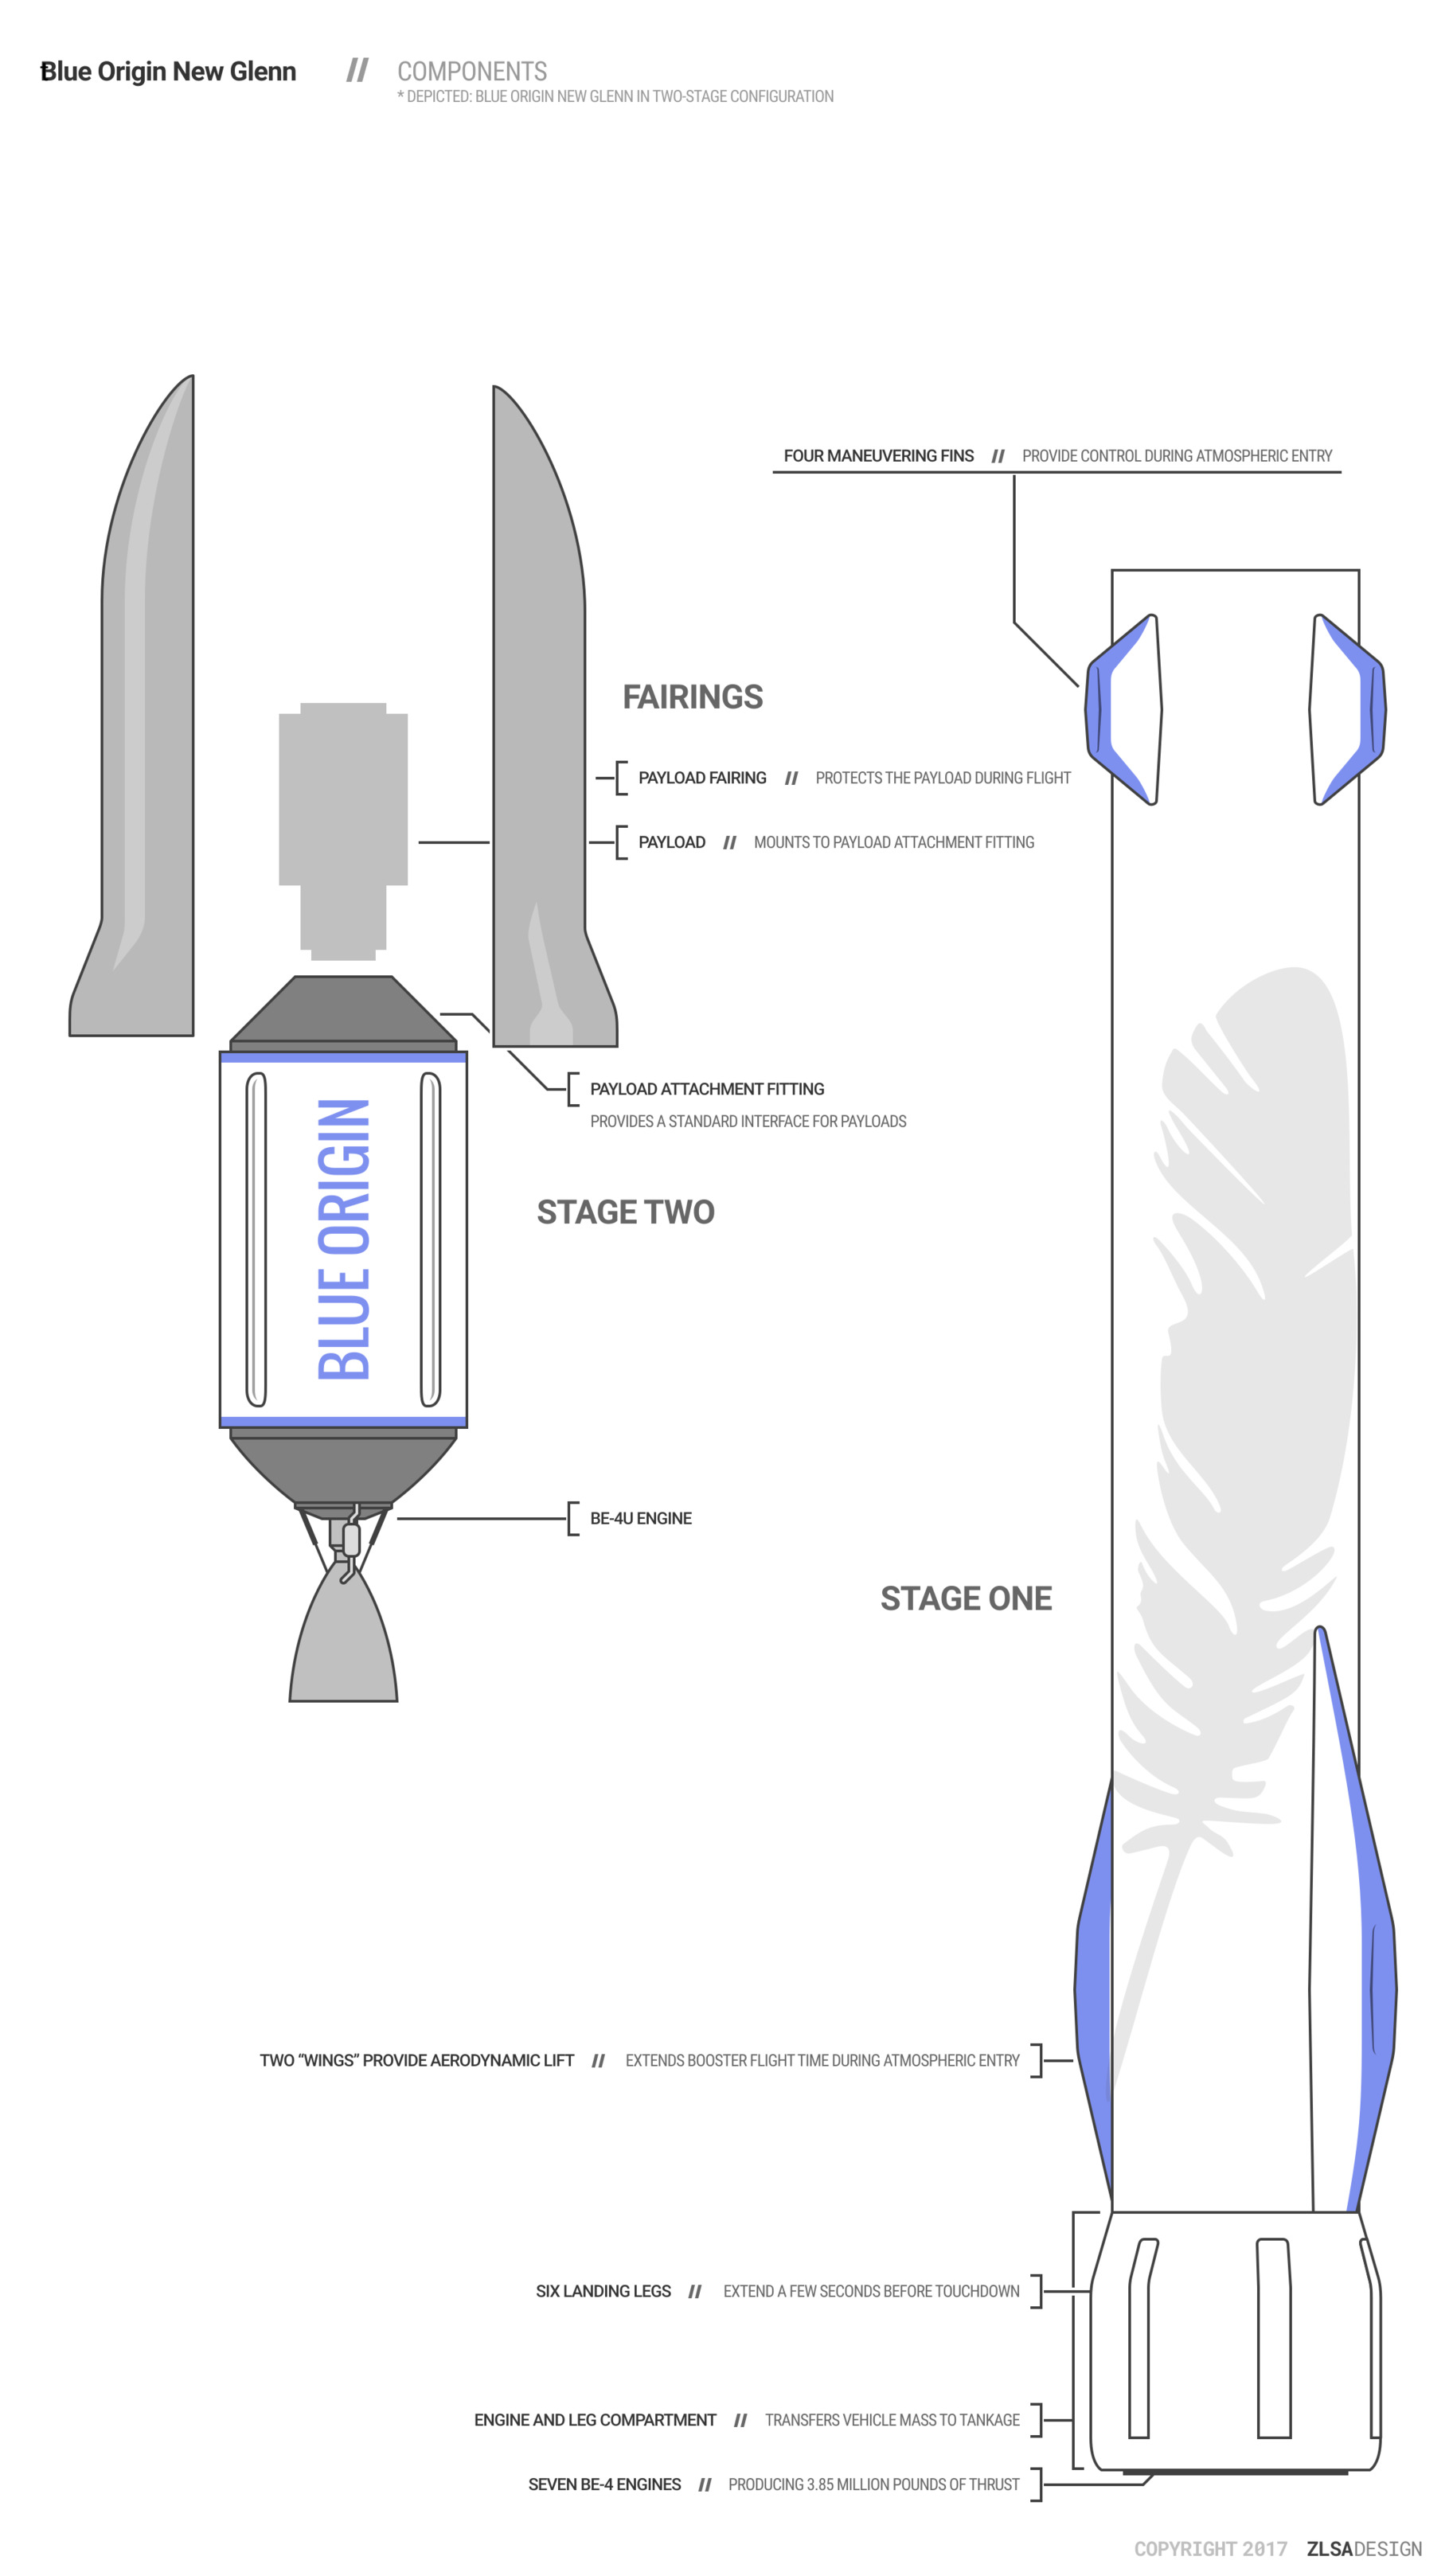 Blue Origin New Glenn // COMPONENTS
* DEPICTED: BLUE ORIGIN NEW GLENN IN TWO-STAGE CONFIGURATION
FOUR MANEUVERING FINS // PROVIDE CONTROL DURING ATMOSPHERIC ENTRY
FAIRINGS
PAYLOAD FAIRING // PROTECTS THE PAYLOAD DURING FLIGHT
PAYLOAD // MOUNTS TO PAYLOAD ATTACHMENT FITTING
PAYLOAD ATTACHMENT FITTING
PROVIDES A STANDARD INTERFACE FOR PAYLOADS
BLUE ORIGIN
STAGE TWO
BE-4U ENGINE
STAGE ONE
TWO “WINGS” PROVIDE AERODYNAMIC LIFT // EXTENDS BOOSTER FLIGHT TIME DURING ATMOSPHERIC ENTRY
SIX LANDING LEGS // EXTEND A FEW SECONDS BEFORE TOUCHDOWN
ENGINE AND LEG COMPARTMENT // TRANSFERS VEHICLE MASS TO TANKAGE
SEVEN BE-4 ENGINES // PRODUCING 3.85 MILLION POUNDS OF THRUST
COPYRIGHT 2017 ZLSADESIGN